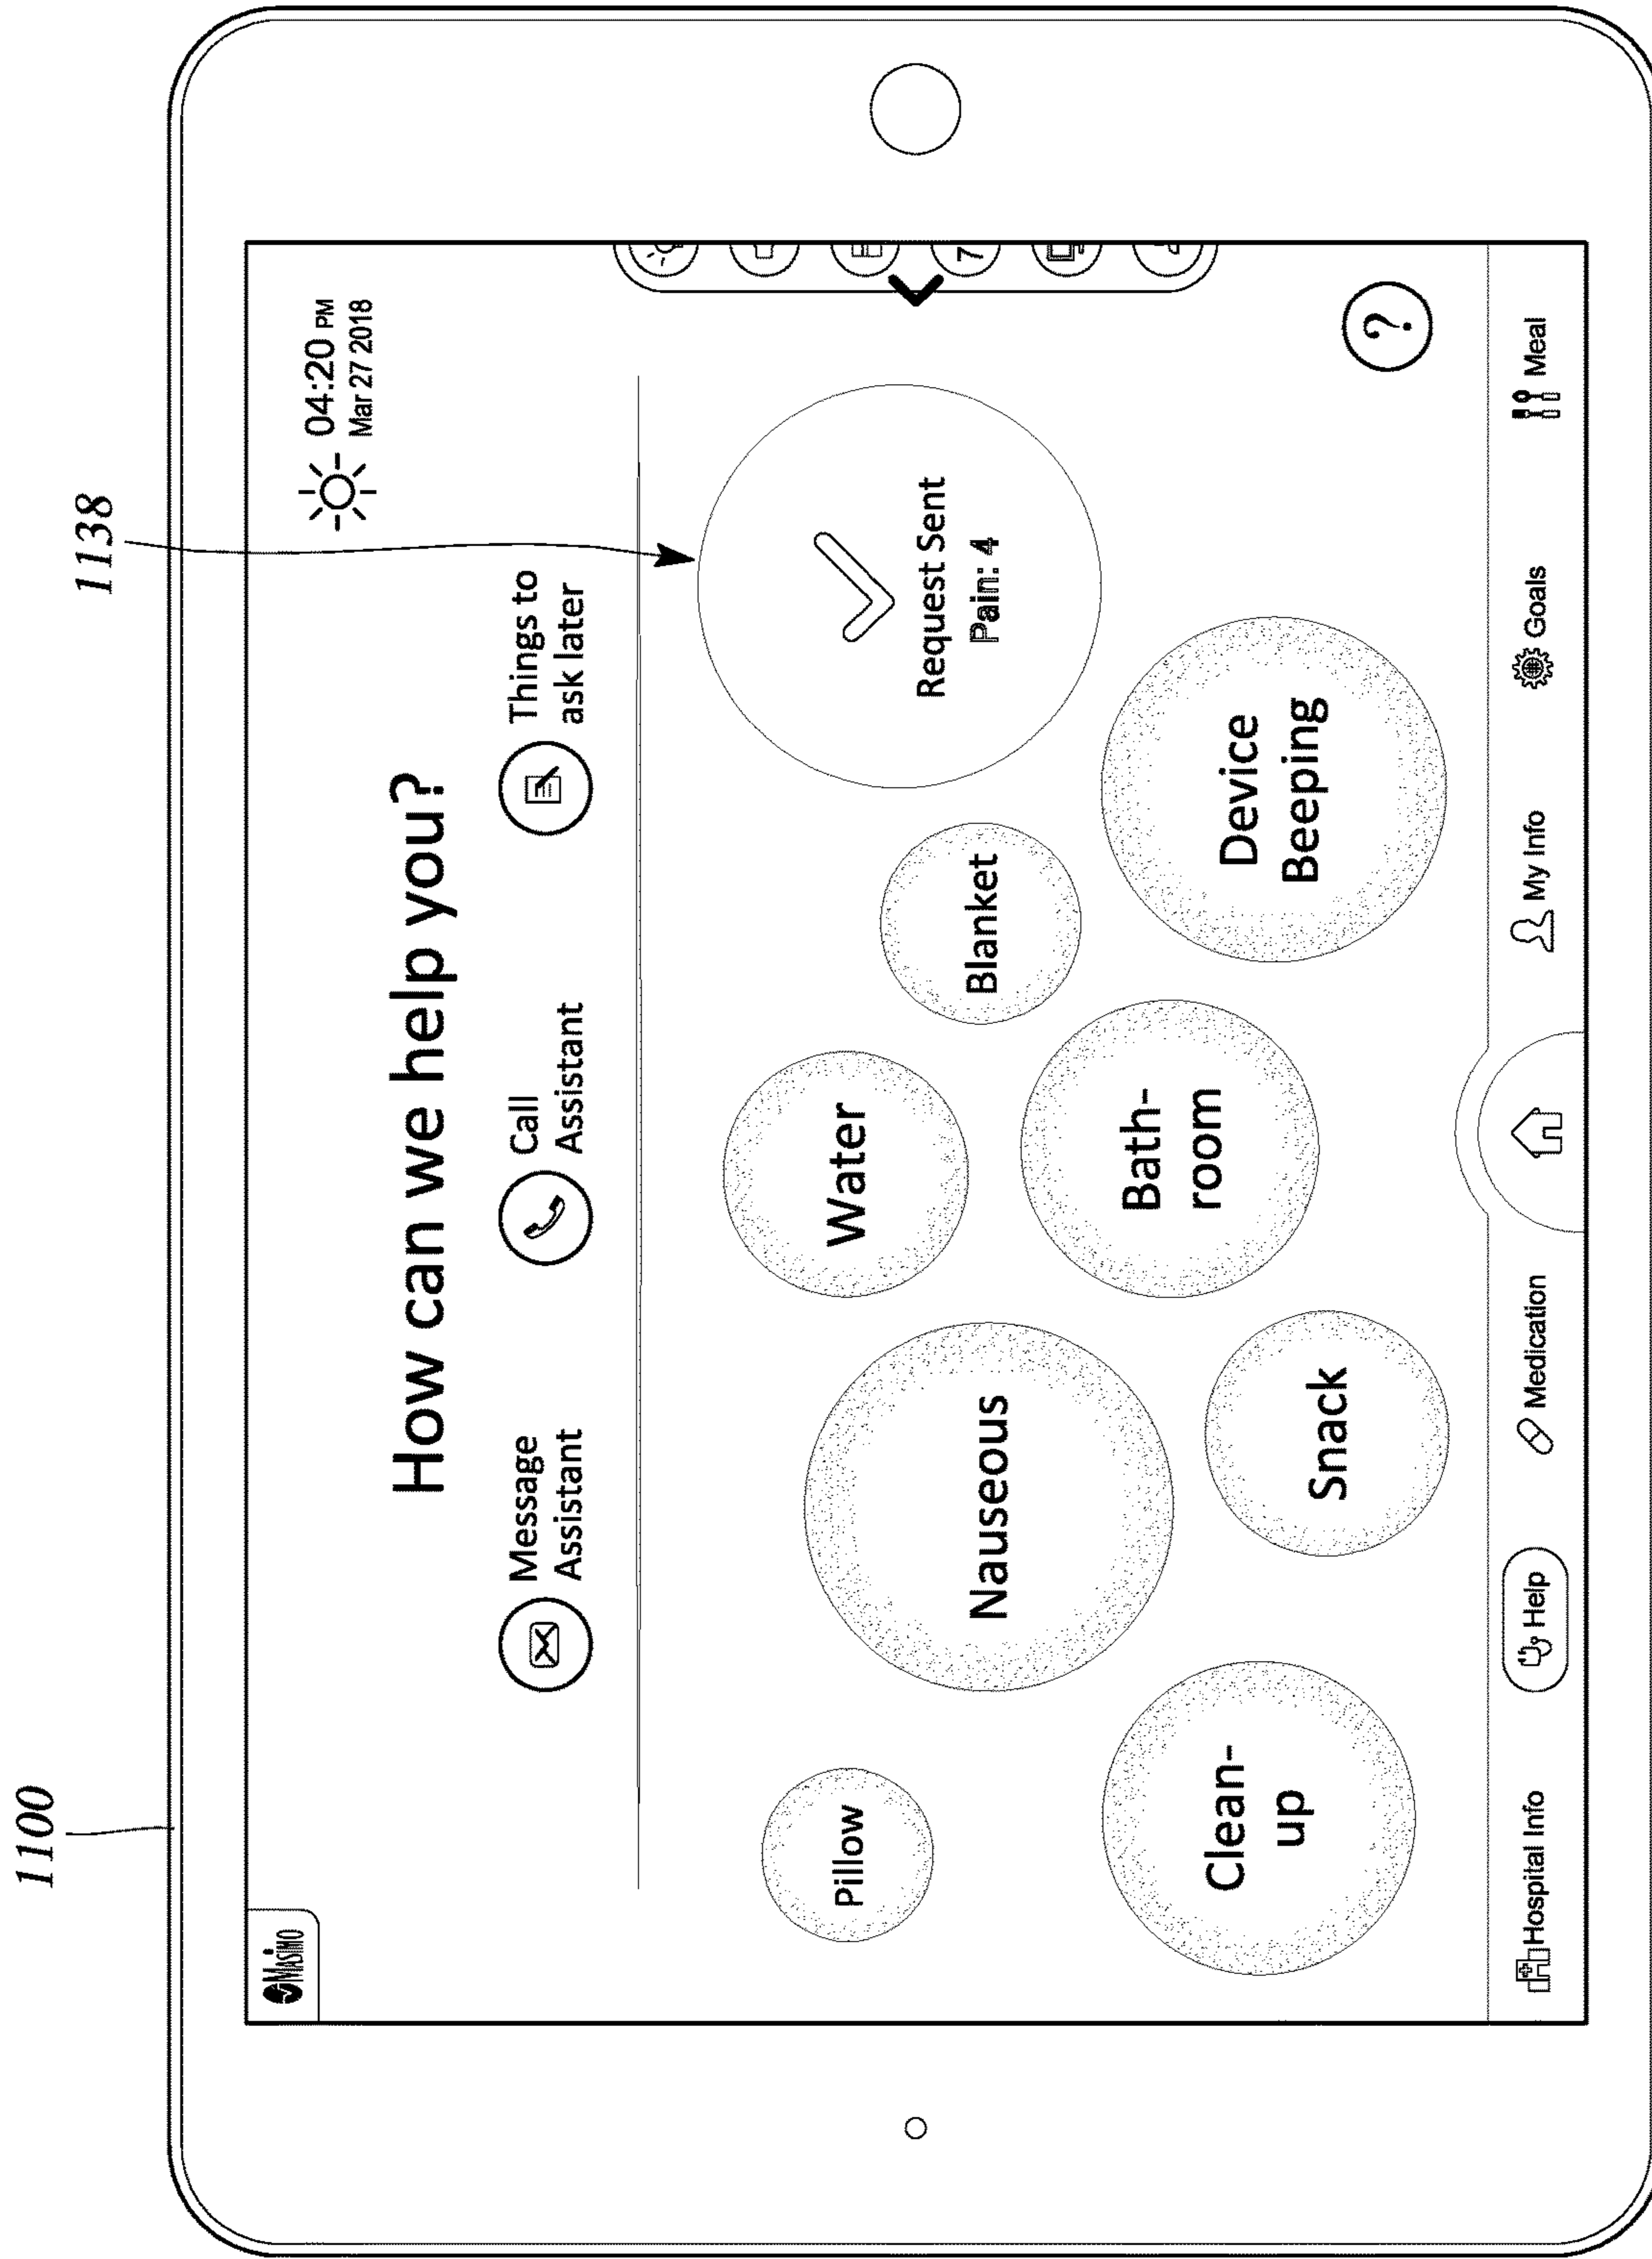 1100
1138
MASIMO
04:20 PM
Mar 27 2018
How can we help you?
Message
Assistant
Call
Assistant
Things to
ask later
Pillow
Nauseous
Water
Blanket
Request Sent
Pain: 4
Clean-
up
Snack
Bath-
room
Device
Beeping
7
?
Hospital Info
Help
Medication
My Info
Goals
Meal